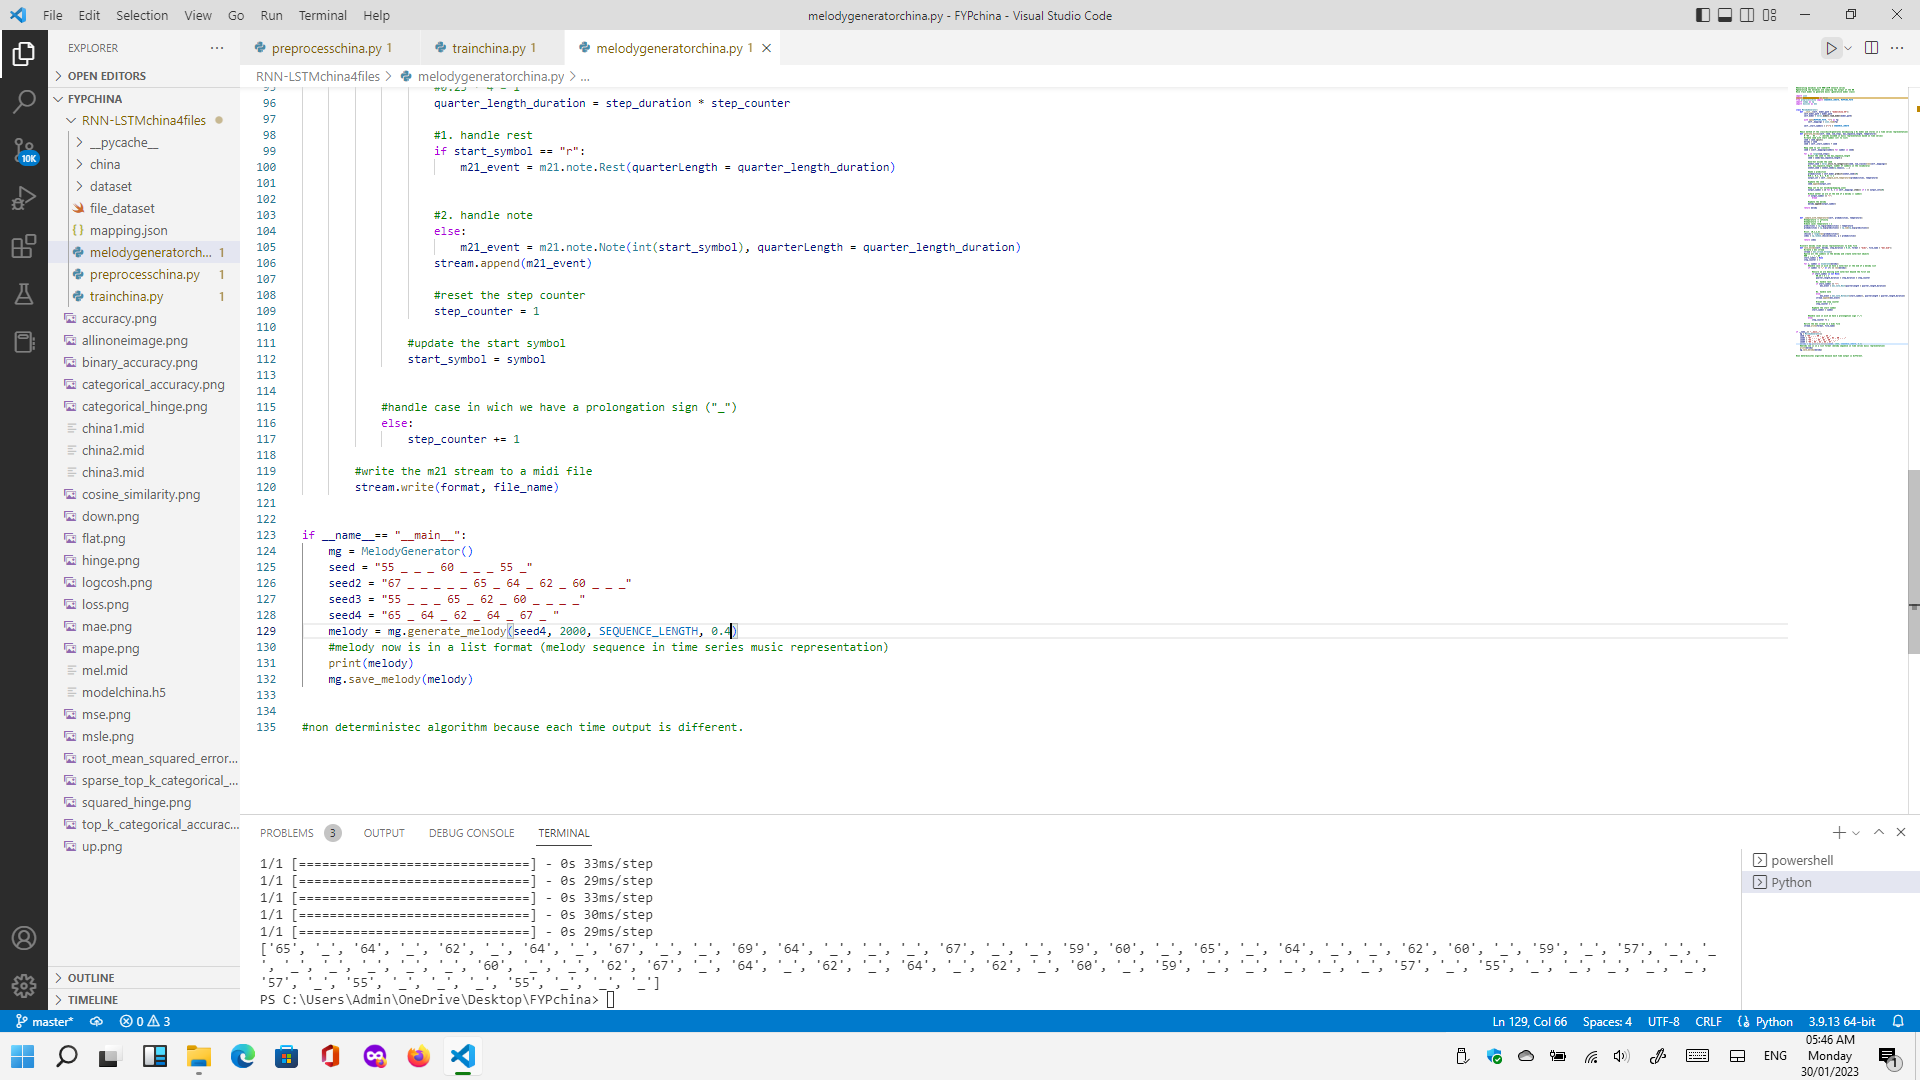 File Edit Selection View Go Run Terminal Help
melodygeneratorchina.py - FYPchina - Visual Studio Code
EXPLORER
preprocesschina.py 1
trainchina.py 1
melodygeneratorchina.py 1
OPEN EDITORS
RNN-LSTMchina4files > melodygeneratorchina.py > ...
FYPCHINA
RNN-LSTMchina4files
__pycache__
china
dataset
file_dataset
mapping.json
melodygeneratorch... 1
preprocesschina.py 1
trainchina.py 1
accuracy.png
allinoneimage.png
binary_accuracy.png
categorical_accuracy.png
categorical_hinge.png
china1.mid
china2.mid
china3.mid
cosine_similarity.png
down.png
flat.png
hinge.png
logcosh.png
loss.png
mae.png
mape.png
mel.mid
modelchina.h5
mse.png
msle.png
root_mean_squared_error...
sparse_top_k_categorical_...
squared_hinge.png
top_k_categorical_accurac...
up.png
OUTLINE
TIMELINE
10K
95 #0.25 * 4 = 1
96 quarter_length_duration = step_duration * step_counter
97
98 #1. handle rest
99 if start_symbol == "r":
100 m21_event = m21.note.Rest(quarterLength = quarter_length_duration)
101
102
103 #2. handle note
104 else:
105 m21_event = m21.note.Note(int(start_symbol), quarterLength = quarter_length_duration)
106 stream.append(m21_event)
107
108 #reset the step counter
109 step_counter = 1
110
111 #update the start symbol
112 start_symbol = symbol
113
114
115 #handle case in wich we have a prolongation sign ("_")
116 else:
117 step_counter += 1
118
119 #write the m21 stream to a midi file
120 stream.write(format, file_name)
121
122
123 if __name__== "__main__":
124 mg = MelodyGenerator()
125 seed = "55 _ _ _ 60 _ _ _ 55 _"
126 seed2 = "67 _ _ _ _ _ 65 _ 64 _ 62 _ 60 _ _ _"
127 seed3 = "55 _ _ _ 65 _ 62 _ 60 _ _ _ _"
128 seed4 = "65 _ 64 _ 62 _ 64 _ 67 _ "
129 melody = mg.generate_melody(seed4, 2000, SEQUENCE_LENGTH, 0.4)
130 #melody now is in a list format (melody sequence in time series music representation)
131 print(melody)
132 mg.save_melody(melody)
133
134
135 #non deterministec algorithm because each time output is different.
PROBLEMS 3 OUTPUT DEBUG CONSOLE TERMINAL
1/1 [==============================] - 0s 33ms/step
1/1 [==============================] - 0s 29ms/step
1/1 [==============================] - 0s 33ms/step
1/1 [==============================] - 0s 30ms/step
1/1 [==============================] - 0s 29ms/step
['65', '_', '64', '_', '62', '_', '64', '_', '67', '_', '_', '69', '64', '_', '_', '_', '67', '_', '_', '59', '60', '_', '65', '_', '64', '_', '_', '62', '60', '_', '59', '_', '57', '_', '_
', '_', '_', '_', '_', '_', '60', '_', '_', '62', '67', '_', '64', '_', '62', '_', '64', '_', '62', '_', '60', '_', '59', '_', '_', '_', '_', '_', '57', '_', '55', '_', '_', '_', '_', '_',
'57', '_', '55', '_', '_', '_', '55', '_', '_', '_']
PS C:\Users\Admin\OneDrive\Desktop\FYPchina>
powershell
Python
master* 0 3
Ln 129, Col 66 Spaces: 4 UTF-8 CRLF Python 3.9.13 64-bit
ENG
05:46 AM
Monday
30/01/2023
1